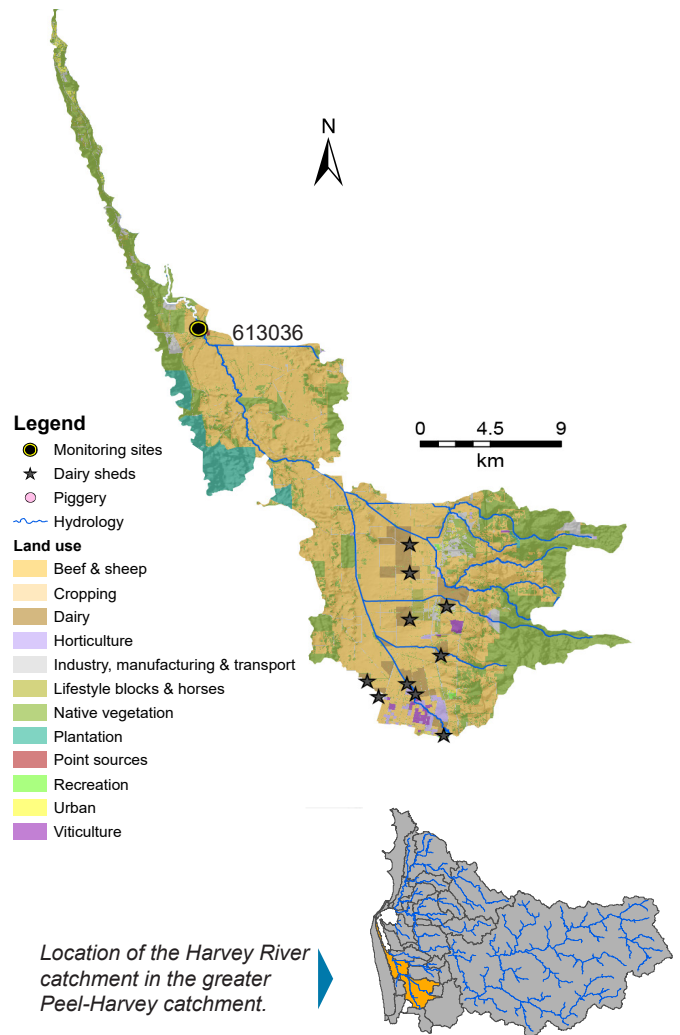 N
613036
0 4.5 9
km
Legend
Monitoring sites
Dairy sheds
Piggery
Hydrology
Land use
Beef & sheep
Cropping
Dairy
Horticulture
Industry, manufacturing & transport
Lifestyle blocks & horses
Native vegetation
Plantation
Point sources
Recreation
Urban
Viticulture
Location of the Harvey River
catchment in the greater
Peel-Harvey catchment.